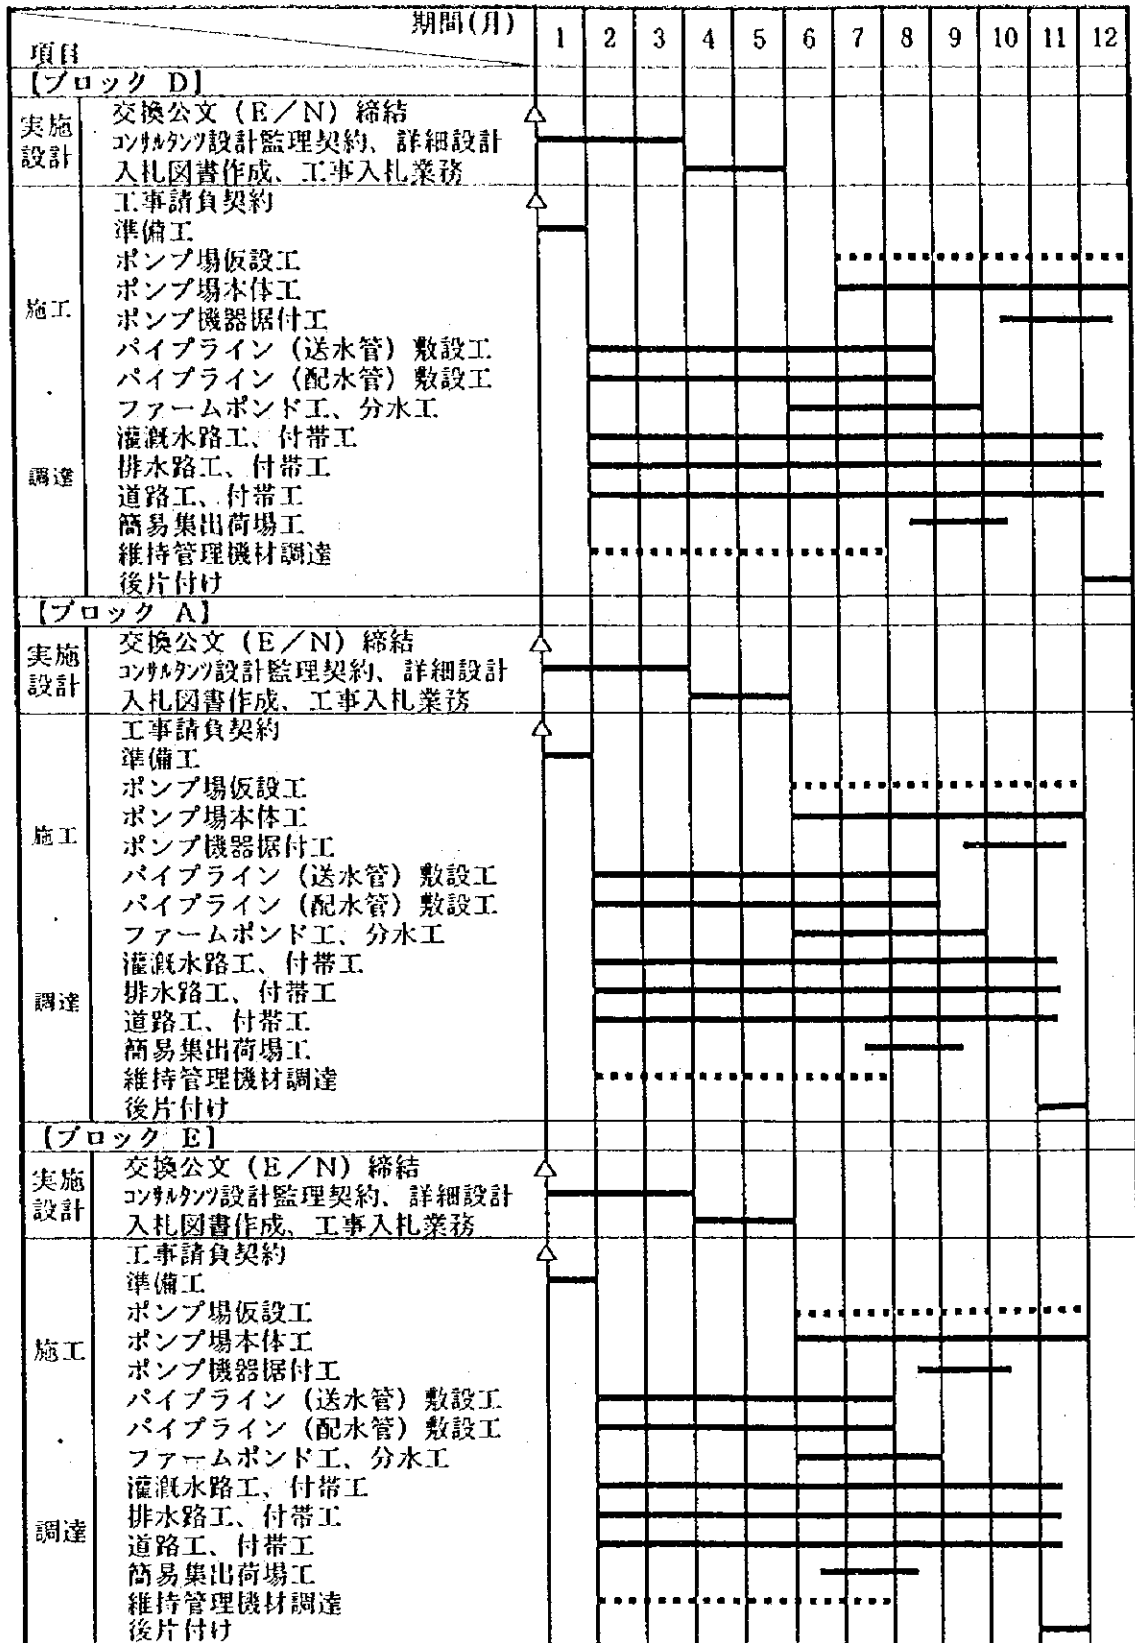 期間(月)
項目
1 2 3 4 5 6 7 8 9 10 11 12
【ブロック D】
実施設計
交換公文（E／N）締結
コンサルタンツ設計監理契約、詳細設計
入札図書作成、工事入札業務
施工・調達
工事請負契約
準備工
ポンプ場仮設工
ポンプ場本体工
ポンプ機器据付工
パイプライン（送水管）敷設工
パイプライン（配水管）敷設工
ファームポンド工、分水工
灌漑水路工、付帯工
排水路工、付帯工
道路工、付帯工
簡易集出荷場工
維持管理機材調達
後片付け
【ブロック A】
実施設計
交換公文（E／N）締結
コンサルタンツ設計監理契約、詳細設計
入札図書作成、工事入札業務
施工・調達
工事請負契約
準備工
ポンプ場仮設工
ポンプ場本体工
ポンプ機器据付工
パイプライン（送水管）敷設工
パイプライン（配水管）敷設工
ファームポンド工、分水工
灌漑水路工、付帯工
排水路工、付帯工
道路工、付帯工
簡易集出荷場工
維持管理機材調達
後片付け
【ブロック E】
実施設計
交換公文（E／N）締結
コンサルタンツ設計監理契約、詳細設計
入札図書作成、工事入札業務
施工・調達
工事請負契約
準備工
ポンプ場仮設工
ポンプ場本体工
ポンプ機器据付工
パイプライン（送水管）敷設工
パイプライン（配水管）敷設工
ファームポンド工、分水工
灌漑水路工、付帯工
排水路工、付帯工
道路工、付帯工
簡易集出荷場工
維持管理機材調達
後片付け